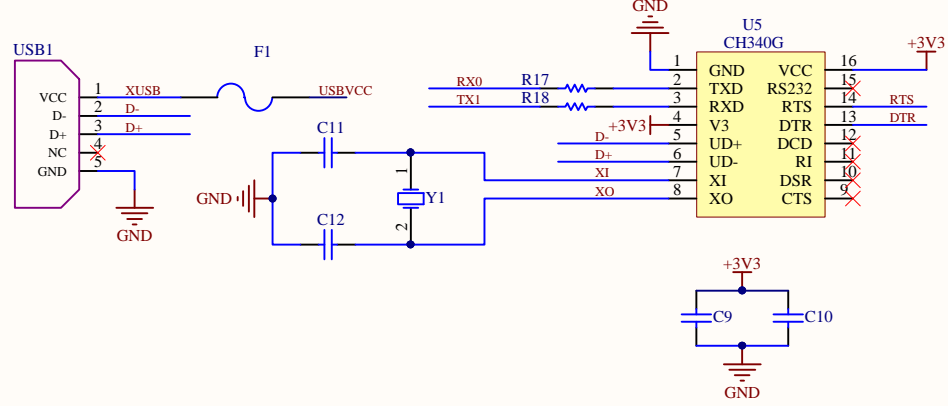 GND
U5
CH340G
USB1
F1
+3V3
VCC 1 XUSB
USBVCC
D- 2 D-
D+ 3 D+
NC 4
GND 5
GND
RX0 R17
TX1 R18
+3V3
D-
D+
XI
XO
1 GND VCC 16
2 TXD RS232 15
3 RXD RTS 14 RTS
4 V3 DTR 13 DTR
5 UD+ DCD 12
6 UD- RI 11
7 XI DSR 10
8 XO CTS 9
C11
1
GND
Y1
2
C12
+3V3
C9 C10
GND